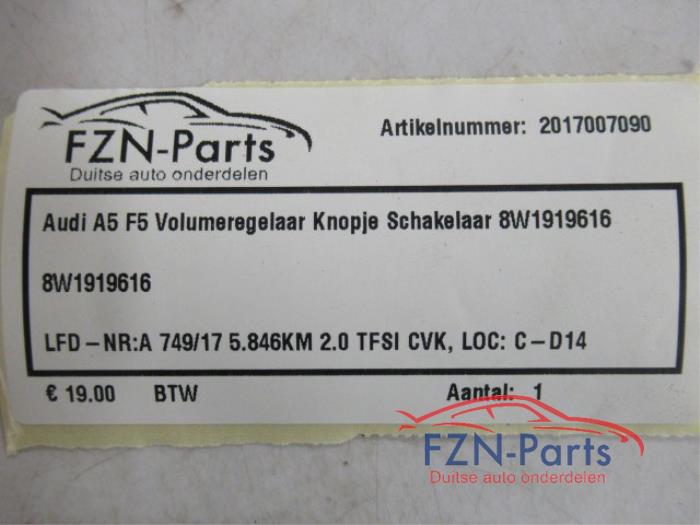 FZN-Parts
Duitse auto onderdelen
Artikelnummer: 2017007090
Audi A5 F5 Volumeregelaar Knopje Schakelaar 8W1919616
8W1919616
LFD-NR:A 749/17 5.846KM 2.0 TFSI CVK, LOC: C-D14
€ 19.00 BTW Aantal: 1
FZN-Parts
Duitse auto onderdelen